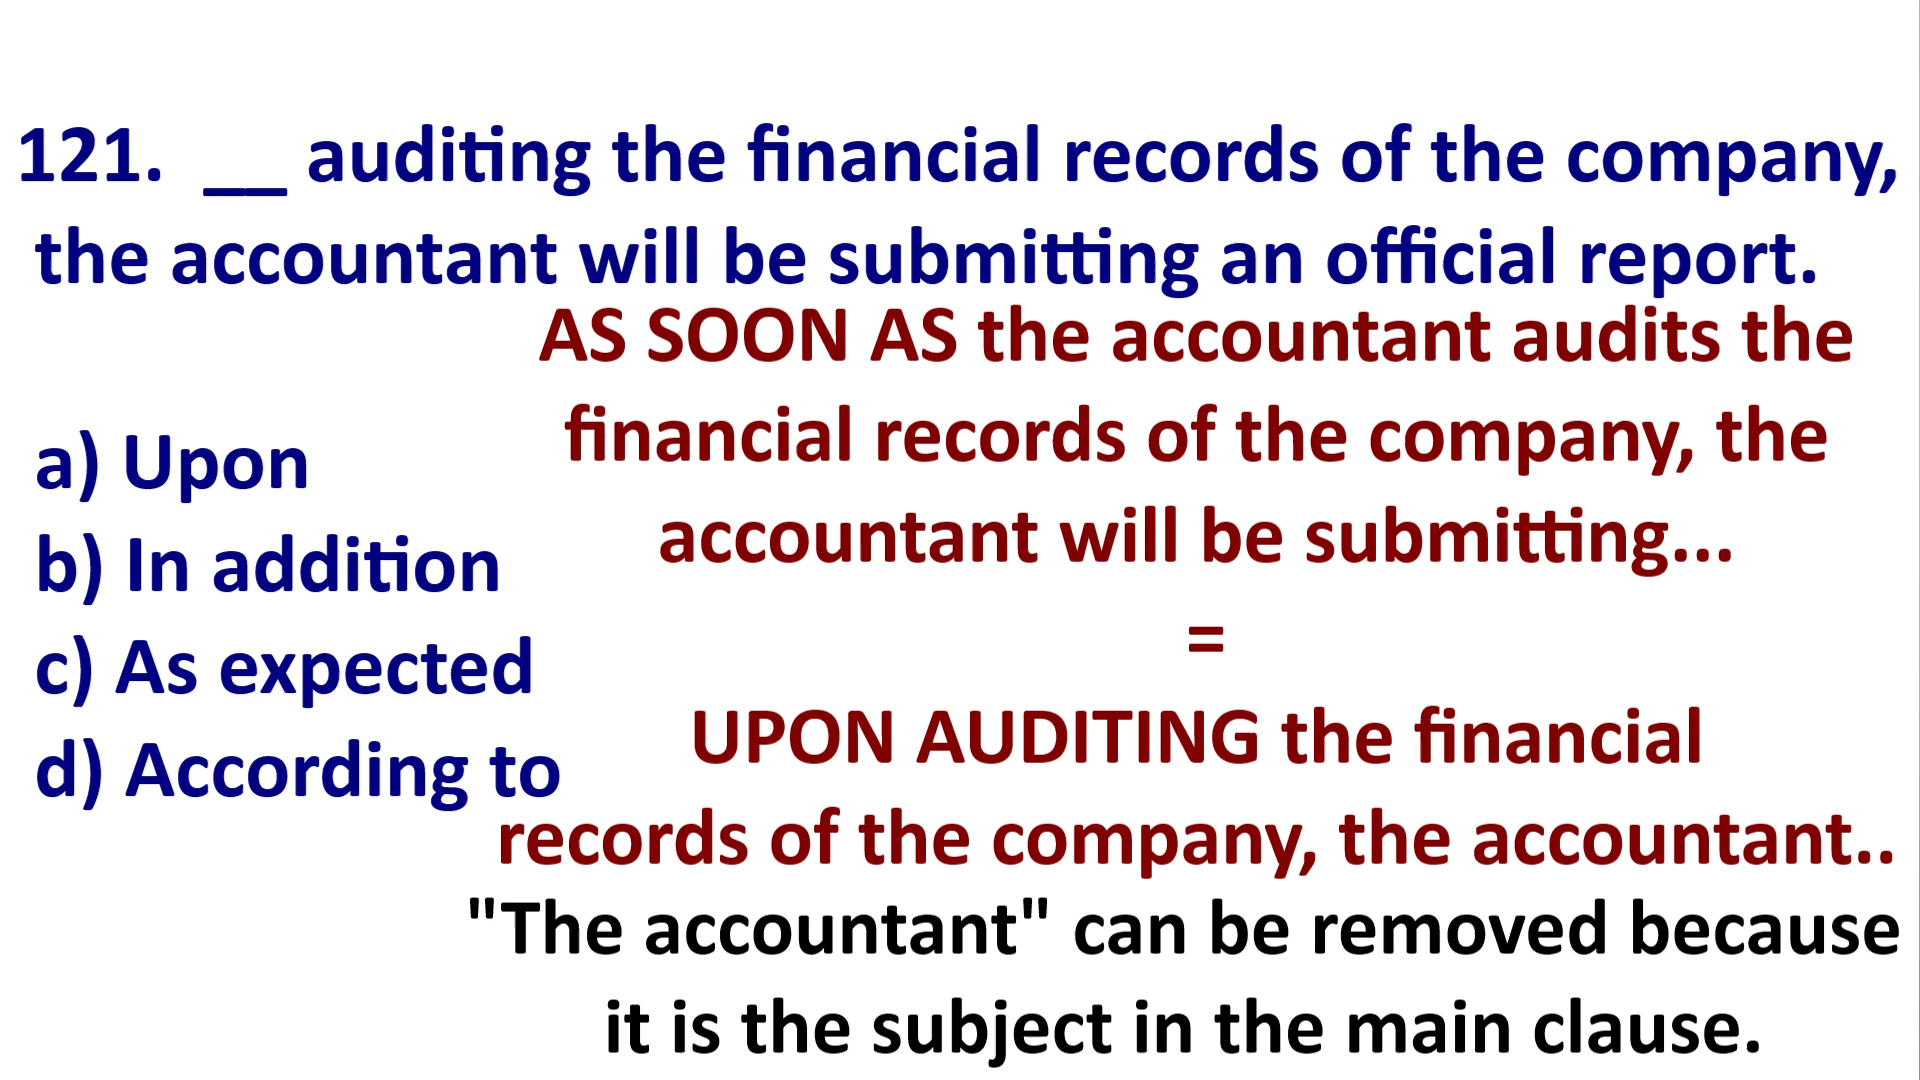 121.  __ auditing the financial records of the company,
the accountant will be submitting an official report.
a) Upon
b) In addition
c) As expected
d) According to
AS SOON AS the accountant audits the
financial records of the company, the
accountant will be submitting...
=
UPON AUDITING the financial
records of the company, the accountant..
"The accountant" can be removed because
it is the subject in the main clause.